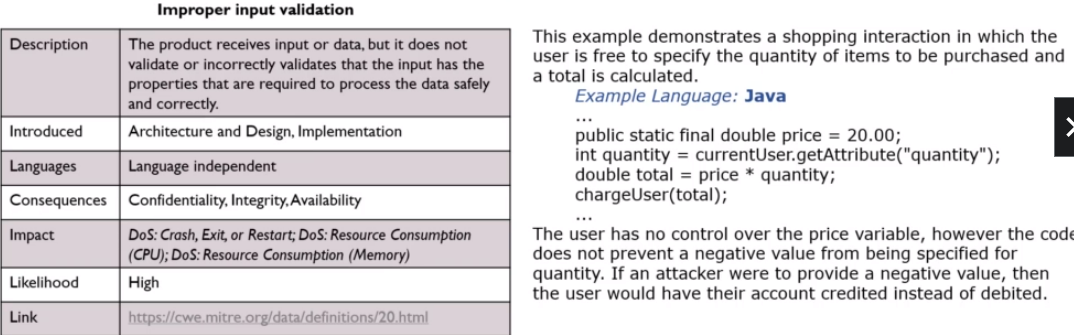 Improper input validation
Description
The product receives input or data, but it does not
validate or incorrectly validates that the input has the
properties that are required to process the data safely
and correctly.
Introduced
Architecture and Design, Implementation
Languages
Language independent
Consequences
Confidentiality, Integrity, Availability
Impact
DoS: Crash, Exit, or Restart; DoS: Resource Consumption
(CPU); DoS: Resource Consumption (Memory)
Likelihood
High
Link
https://cwe.mitre.org/data/definitions/20.html
This example demonstrates a shopping interaction in which the
user is free to specify the quantity of items to be purchased and
a total is calculated.
Example Language: Java
...
public static final double price = 20.00;
int quantity = currentUser.getAttribute("quantity");
double total = price * quantity;
chargeUser(total);
...
The user has no control over the price variable, however the code
does not prevent a negative value from being specified for
quantity. If an attacker were to provide a negative value, then
the user would have their account credited instead of debited.